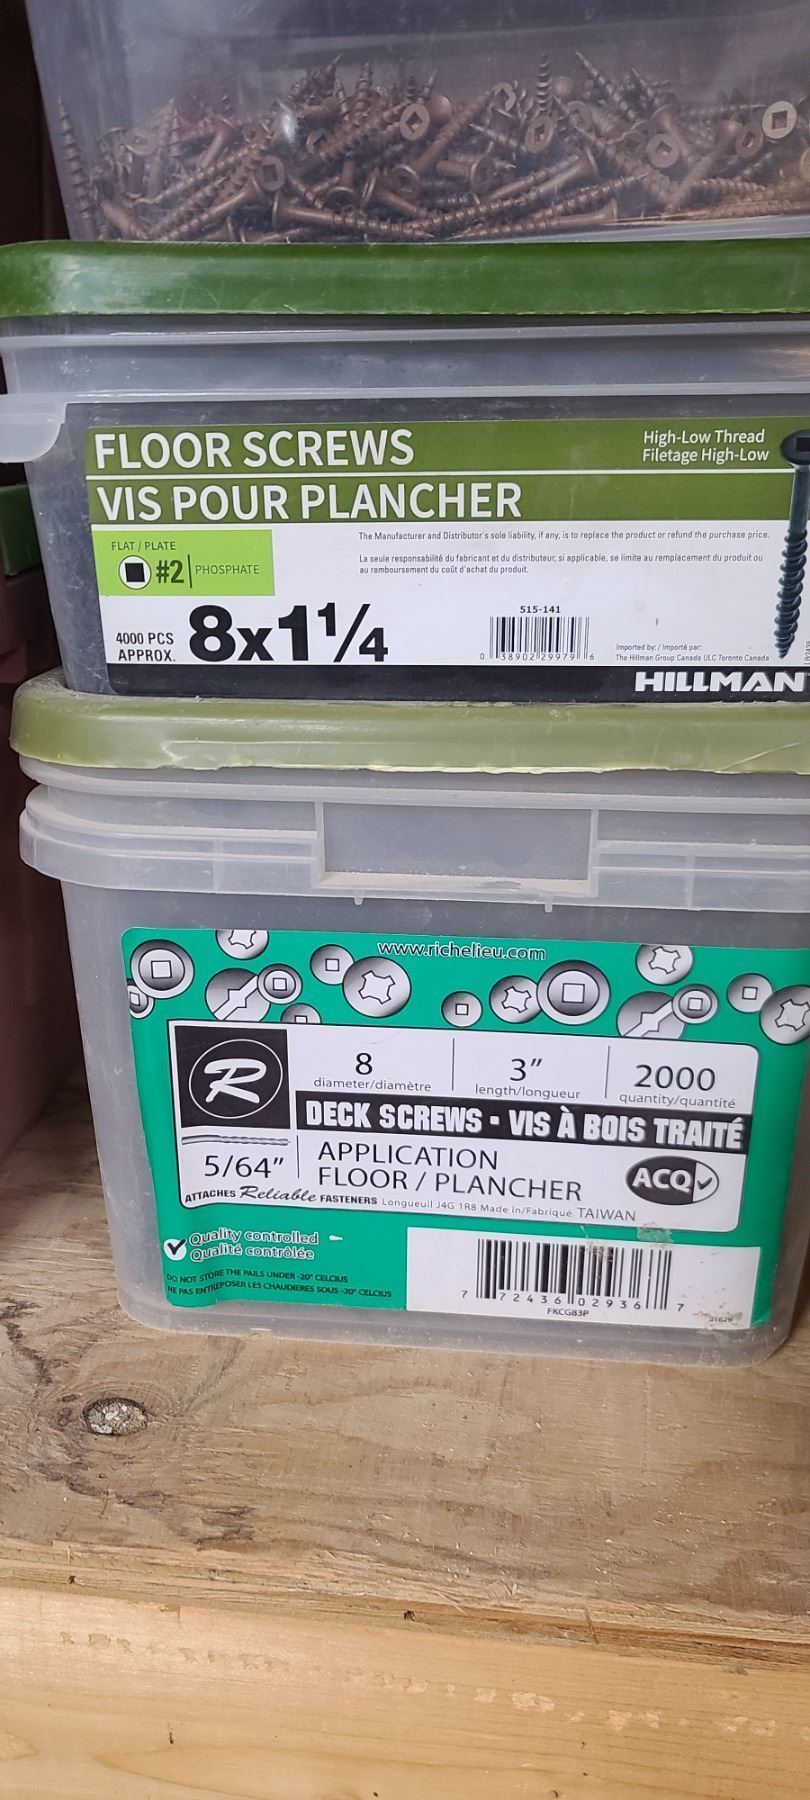 FLOOR SCREWS
VIS POUR PLANCHER
High-Low Thread
Filetage High-Low
FLAT / PLATE
#2 PHOSPHATE
The Manufacturer and Distributor's sole liability, if any, is to replace the product or refund the purchase price.
La seule responsabilité du fabricant et du distributeur, si applicable, se limite au remplacement du produit ou
au remboursement du coût d'achat du produit.
4000 PCS
APPROX.
8x1¼
515-141
0 38902 29979 6
Imported by: / Importé par:
The Hillman Group Canada ULC Toronto Canada
HILLMAN
www.richelieu.com
R
8
diameter/diamètre
3"
length/longueur
2000
quantity/quantité
DECK SCREWS • VIS À BOIS TRAITÉ
5/64"
APPLICATION
FLOOR / PLANCHER
ACQ
ATTACHES Reliable FASTENERS Longueuil J4G 1R8 Made in/Fabriqué TAIWAN
Quality controlled
Qualité contrôlée
DO NOT STORE THE PAILS UNDER -20° CELCIUS
NE PAS ENTREPOSER LES CHAUDIERES SOUS -20° CELCIUS
7 72436 02936 7
FKCG83P